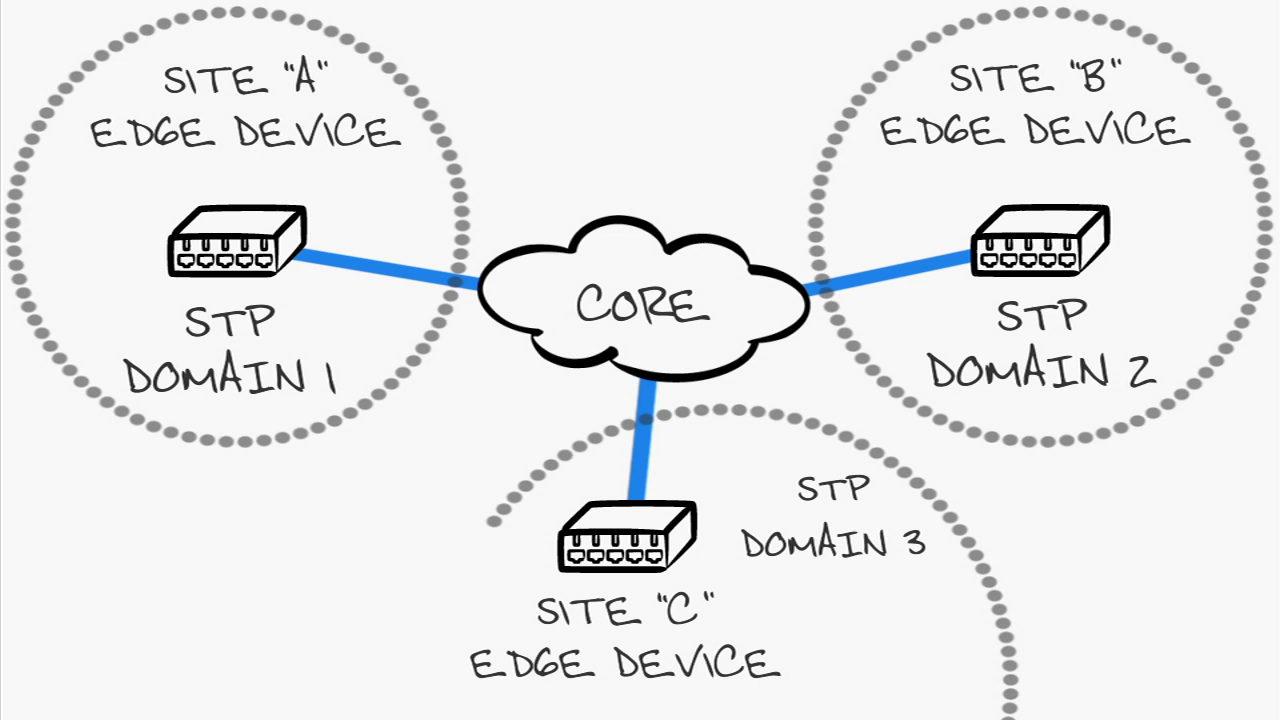 SITE "A"
EDGE DEVICE
STP
DOMAIN 1
SITE "B"
EDGE DEVICE
STP
DOMAIN 2
CORE
STP
DOMAIN 3
SITE "C"
EDGE DEVICE